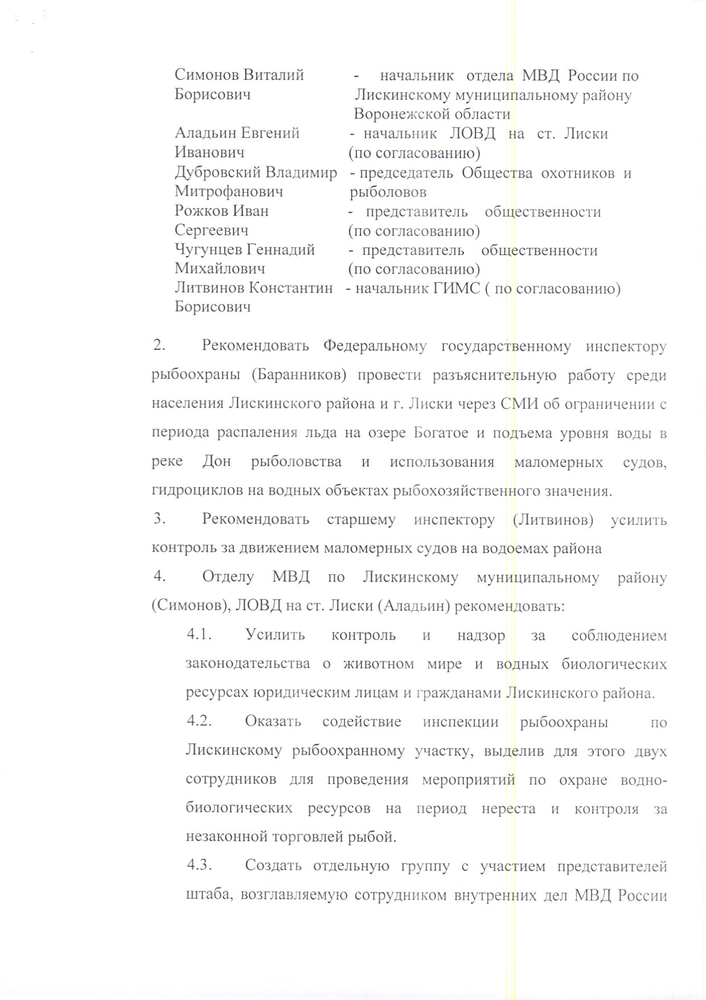 Симонов Виталий - начальник отдела МВД России по
Борисович Лискинскому муниципальному району
Воронежской области
Аладьин Евгений - начальник ЛОВД на ст. Лиски
Иванович (по согласованию)
Дубровский Владимир - председатель Общества охотников и
Митрофанович рыболовов
Рожков Иван - представитель общественности
Сергеевич (по согласованию)
Чугунцев Геннадий - представитель общественности
Михайлович (по согласованию)
Литвинов Константин - начальник ГИМС ( по согласованию)
Борисович
2. Рекомендовать Федеральному государственному инспектору
рыбоохраны (Баранников) провести разъяснительную работу среди
населения Лискинского района и г. Лиски через СМИ об ограничении с
периода распаления льда на озере Богатое и подъема уровня воды в
реке Дон рыболовства и использования маломерных судов,
гидроциклов на водных объектах рыбохозяйственного значения.
3. Рекомендовать старшему инспектору (Литвинов) усилить
контроль за движением маломерных судов на водоемах района
4. Отделу МВД по Лискинскому муниципальному району
(Симонов), ЛОВД на ст. Лиски (Аладьин) рекомендовать:
4.1. Усилить контроль и надзор за соблюдением
законодательства о животном мире и водных биологических
ресурсах юридическим лицам и гражданами Лискинского района.
4.2. Оказать содействие инспекции рыбоохраны по
Лискинскому рыбоохранному участку, выделив для этого двух
сотрудников для проведения мероприятий по охране водно-
биологических ресурсов на период нереста и контроля за
незаконной торговлей рыбой.
4.3. Создать отдельную группу с участием представителей
штаба, возглавляемую сотрудником внутренних дел МВД России